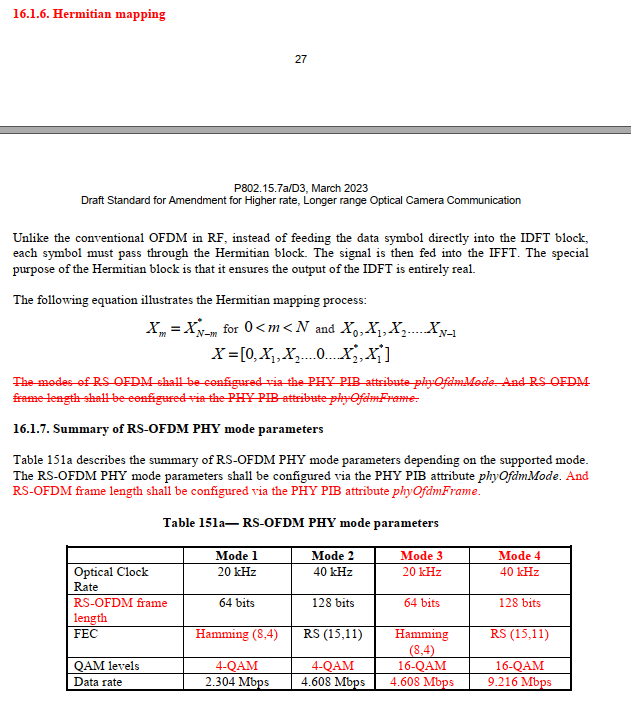 16.1.6. Hermitian mapping
27
P802.15.7a/D3, March 2023
Draft Standard for Amendment for Higher rate, Longer range Optical Camera Communication
Unlike the conventional OFDM in RF, instead of feeding the data symbol directly into the IDFT block,
each symbol must pass through the Hermitian block. The signal is then fed into the IFFT. The special
purpose of the Hermitian block is that it ensures the output of the IDFT is entirely real.
The following equation illustrates the Hermitian mapping process:
X_m = X*_{N-m} for 0 < m < N and X_0, X_1, X_2.....X_{N-1}
X = [0, X_1, X_2....0....X*_2, X*_1]
The modes of RS OFDM shall be configured via the PHY PIB attribute phyOfdmMode. And RS OFDM
frame length shall be configured via the PHY PIB attribute phyOfdmFrame.
16.1.7. Summary of RS-OFDM PHY mode parameters
Table 151a describes the summary of RS-OFDM PHY mode parameters depending on the supported mode.
The RS-OFDM PHY mode parameters shall be configured via the PHY PIB attribute phyOfdmMode. And
RS-OFDM frame length shall be configured via the PHY PIB attribute phyOfdmFrame.
Table 151a— RS-OFDM PHY mode parameters
Mode 1 Mode 2 Mode 3 Mode 4
Optical Clock 20 kHz 40 kHz 20 kHz 40 kHz
Rate
RS-OFDM frame 64 bits 128 bits 64 bits 128 bits
length
FEC Hamming (8,4) RS (15,11) Hamming RS (15,11)
(8,4)
QAM levels 4-QAM 4-QAM 16-QAM 16-QAM
Data rate 2.304 Mbps 4.608 Mbps 4.608 Mbps 9.216 Mbps